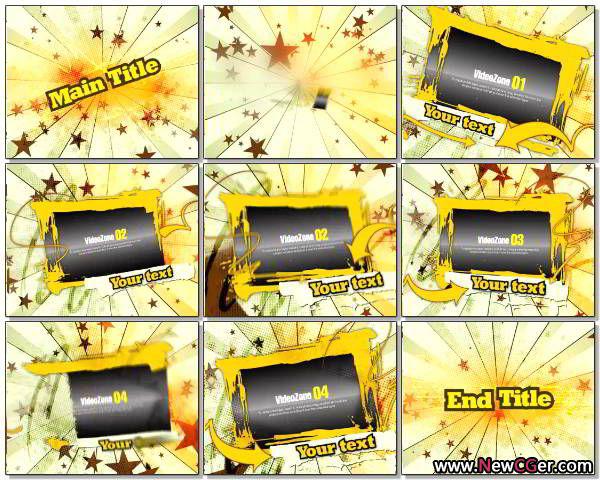 Main Title
VideoZone 01
Your text
VideoZone 02
Your text
VideoZone 02
Your text
VideoZone 03
Your text
VideoZone 04
Your
VideoZone 04
Your text
End Title
www.NewCGer.com